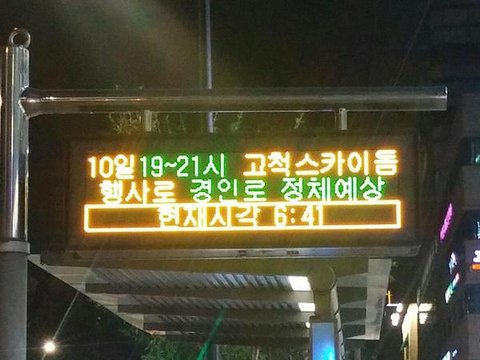 10일 19~21시 고척스카이돔
행사로 경인로 정체예상
현재시각 6:41